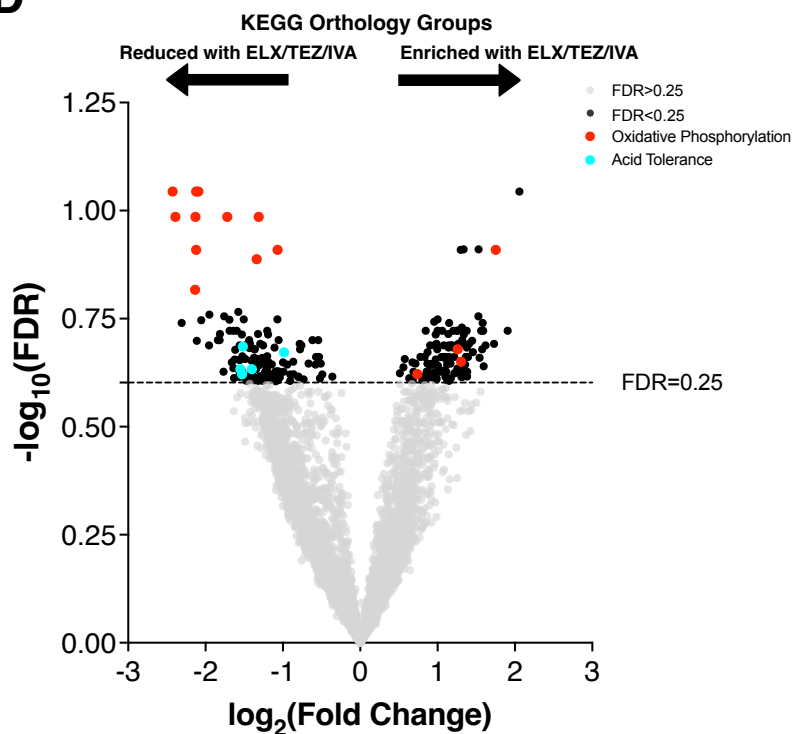 D
KEGG Orthology Groups
Reduced with ELX/TEZ/IVA
Enriched with ELX/TEZ/IVA
FDR>0.25
FDR<0.25
Oxidative Phosphorylation
Acid Tolerance
1.25
1.00
0.75
0.50
0.25
0.00
-log10(FDR)
FDR=0.25
-3 -2 -1 0 1 2 3
log2(Fold Change)